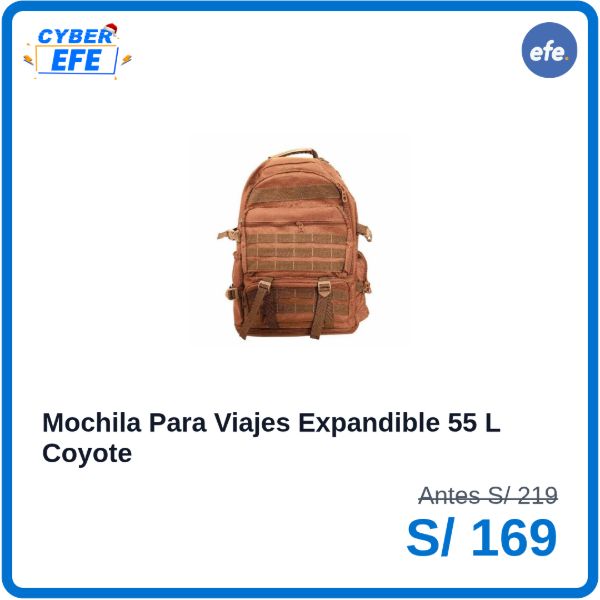 CYBER
EFE
efe.
Mochila Para Viajes Expandible 55 L
Coyote
Antes S/ 219
S/ 169